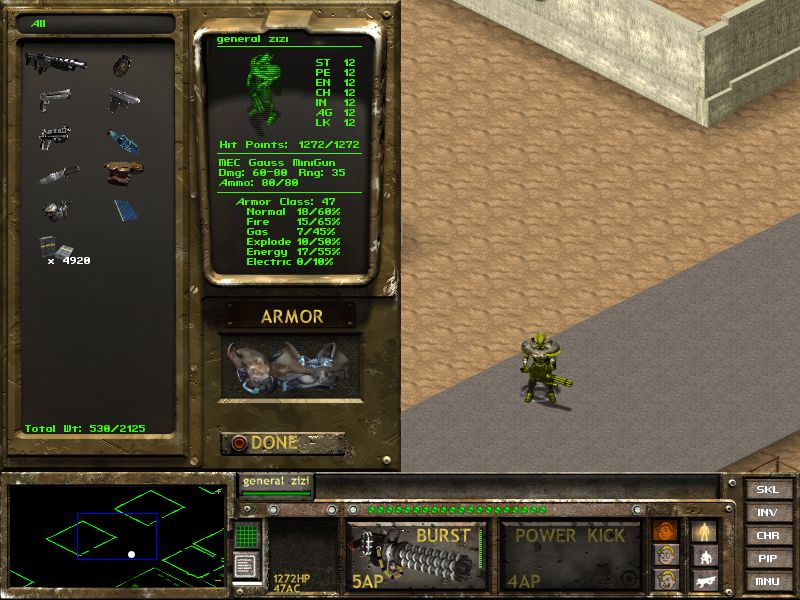 All
x 4920
Total Wt: 530/2125
general zizi
ST 12
PE 12
EN 12
CH 12
IN 12
AG 12
LK 12
Hit Points: 1272/1272
MEC Gauss MiniGun
Dmg: 60-80 Rng: 35
Ammo: 80/80
Armor Class: 47
Normal 18/60%
Fire 15/65%
Gas 7/45%
Explode 10/50%
Energy 17/55%
Electric 0/10%
ARMOR
DONE
general zizi
1272HP
47AC
BURST
5AP
POWER KICK
4AP
SKL
INV
CHR
PIP
MNU